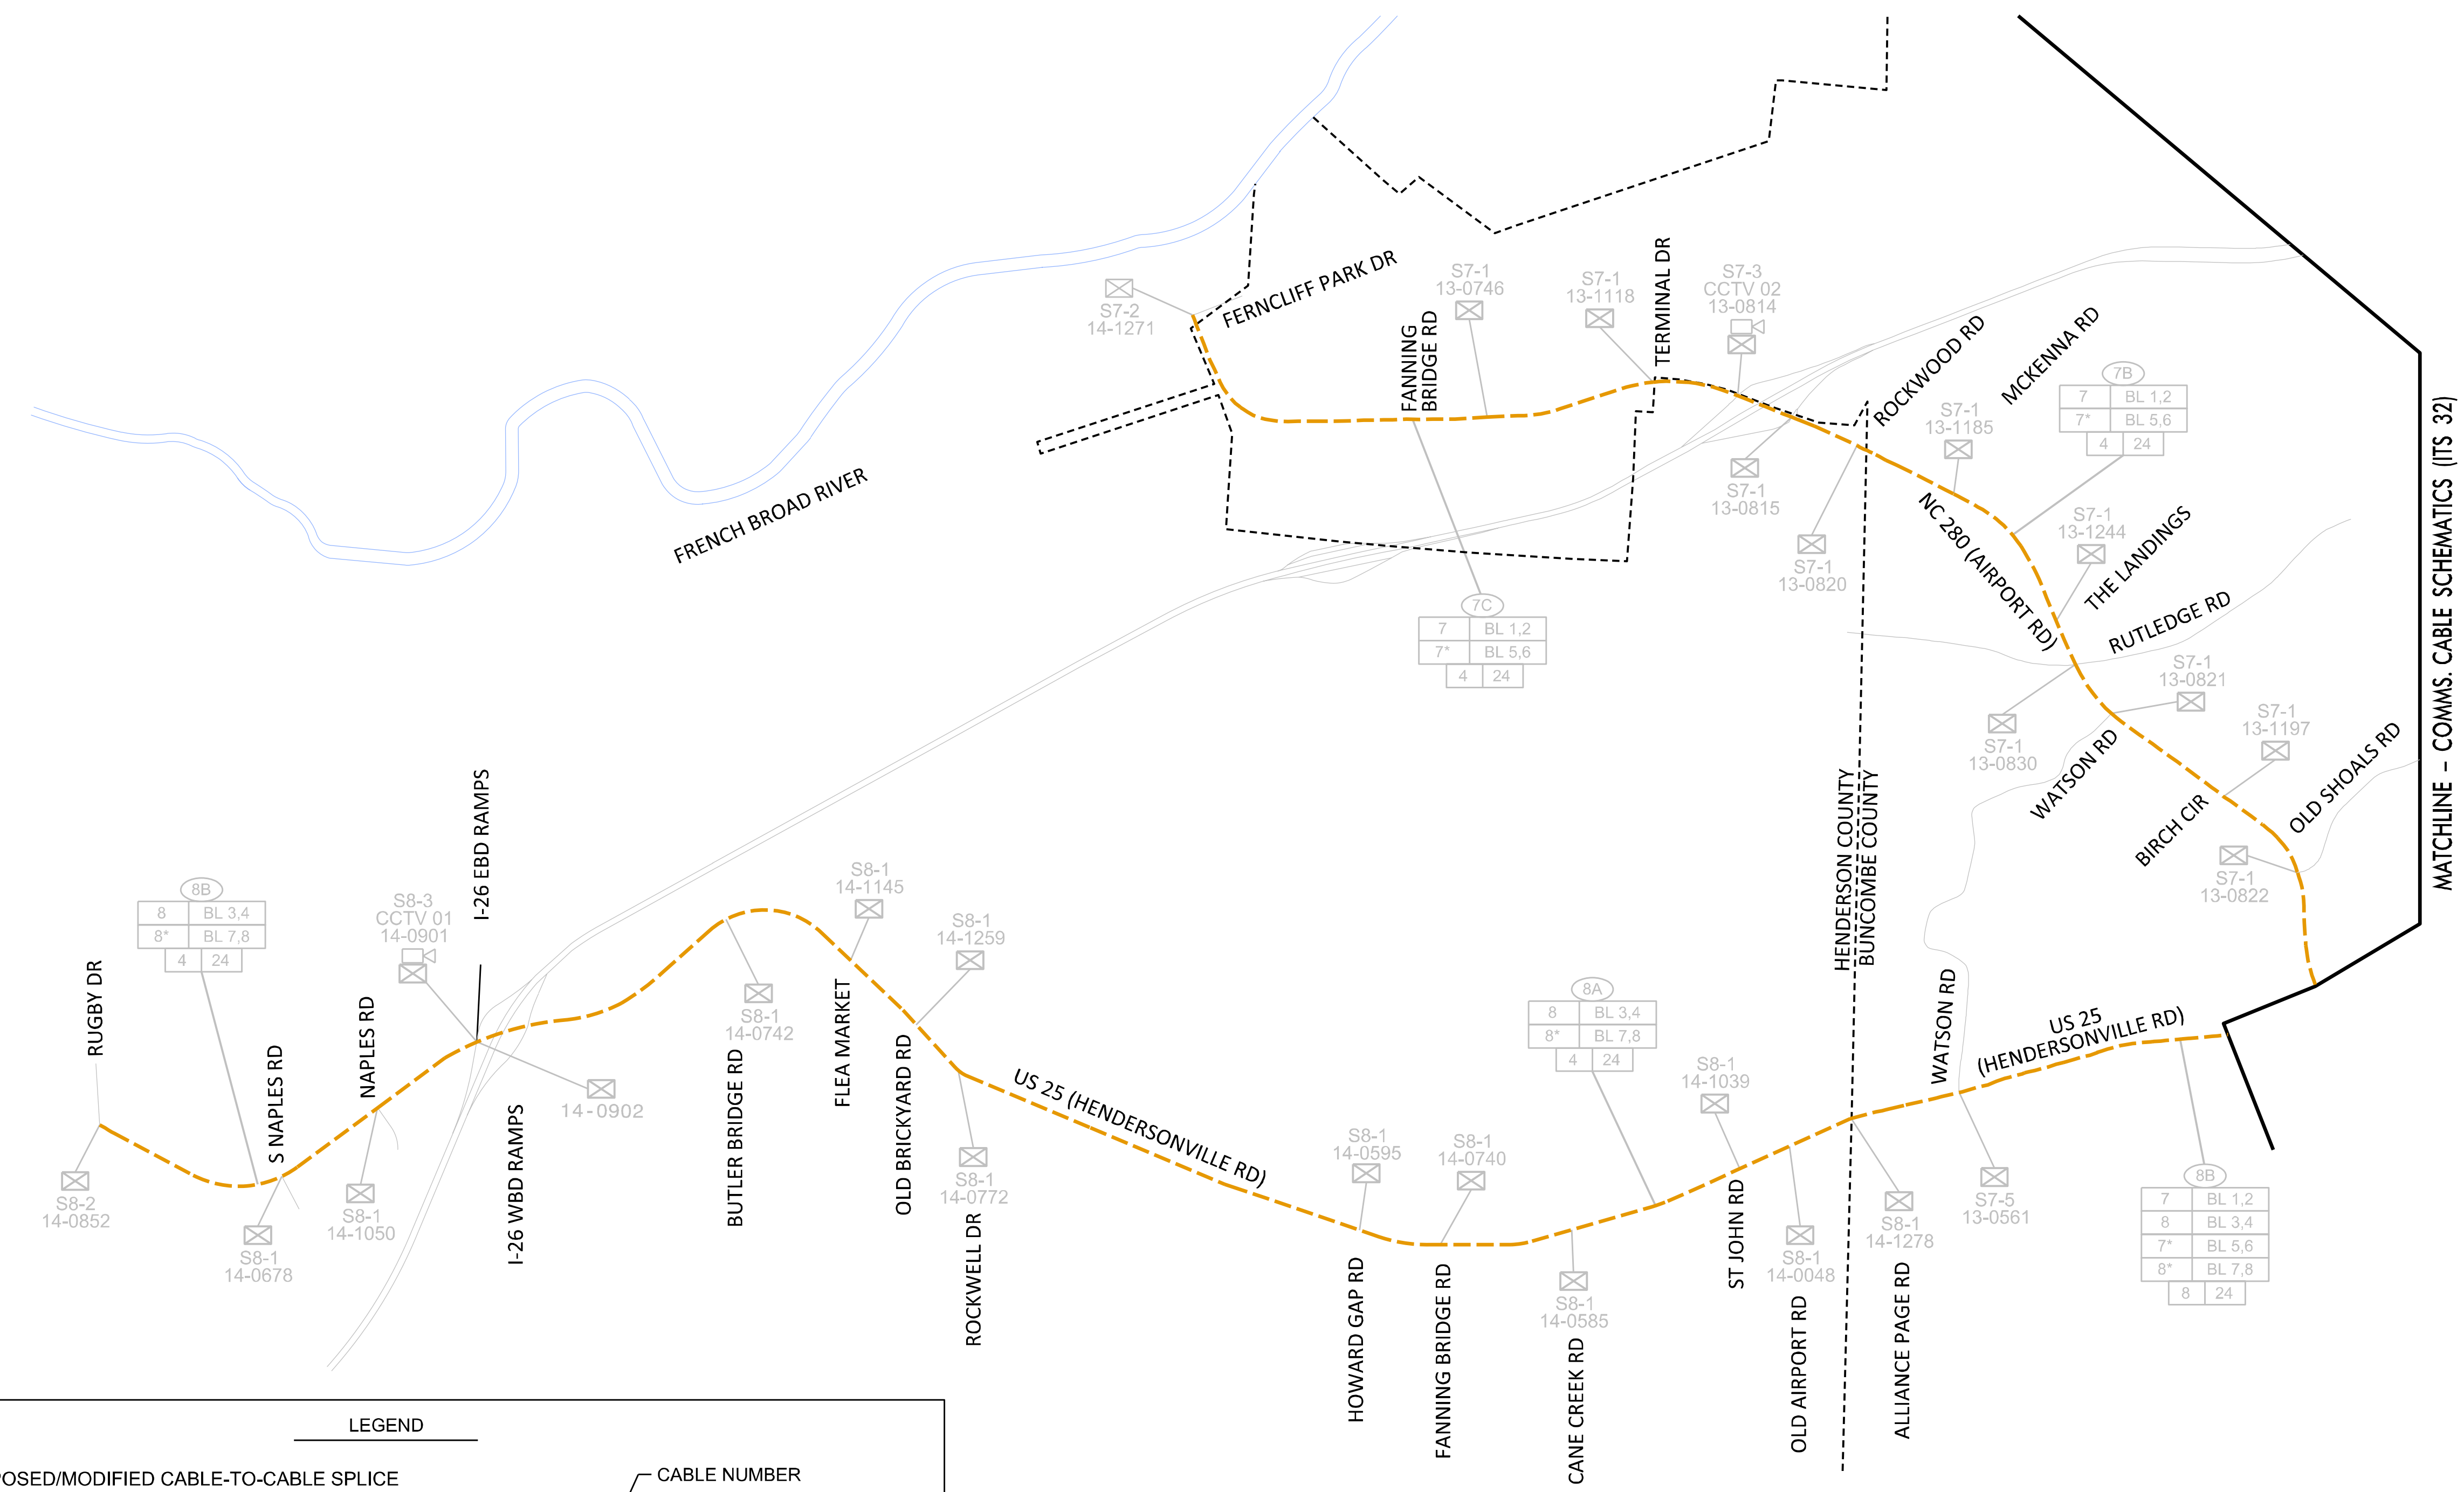 FERNCLIFF PARK DR
S7-2
14-1271
FANNING
BRIDGE RD
S7-1
13-0746
S7-1
13-1118
TERMINAL DR
S7-3
CCTV 02
13-0814
ROCKWOOD RD
MCKENNA RD
7B
7 BL 1,2
7* BL 5,6
4 24
S7-1
13-1185
S7-1
13-0815
S7-1
13-0820
NC 280 (AIRPORT RD)
S7-1
13-1244
THE LANDINGS
RUTLEDGE RD
S7-1
13-0821
S7-1
13-0830
WATSON RD
S7-1
13-1197
BIRCH CIR
OLD SHOALS RD
S7-1
13-0822
MATCHLINE - COMMS. CABLE SCHEMATICS (ITS 32)
FRENCH BROAD RIVER
7C
7 BL 1,2
7* BL 5,6
4 24
HENDERSON COUNTY
BUNCOMBE COUNTY
8B
8 BL 3,4
8* BL 7,8
4 24
RUGBY DR
S8-2
14-0852
S NAPLES RD
S8-1
14-0678
NAPLES RD
S8-1
14-1050
S8-3
CCTV 01
14-0901
I-26 EBD RAMPS
I-26 WBD RAMPS
14-0902
BUTLER BRIDGE RD
S8-1
14-0742
FLEA MARKET
S8-1
14-1145
OLD BRICKYARD RD
S8-1
14-1259
ROCKWELL DR
S8-1
14-0772
US 25 (HENDERSONVILLE RD)
HOWARD GAP RD
S8-1
14-0595
FANNING BRIDGE RD
S8-1
14-0740
CANE CREEK RD
S8-1
14-0585
8A
8 BL 3,4
8* BL 7,8
4 24
ST JOHN RD
S8-1
14-1039
OLD AIRPORT RD
S8-1
14-0048
ALLIANCE PAGE RD
S8-1
14-1278
WATSON RD
S7-5
13-0561
US 25
(HENDERSONVILLE RD)
8B
7 BL 1,2
8 BL 3,4
7* BL 5,6
8* BL 7,8
8 24
LEGEND
POSED/MODIFIED CABLE-TO-CABLE SPLICE
CABLE NUMBER